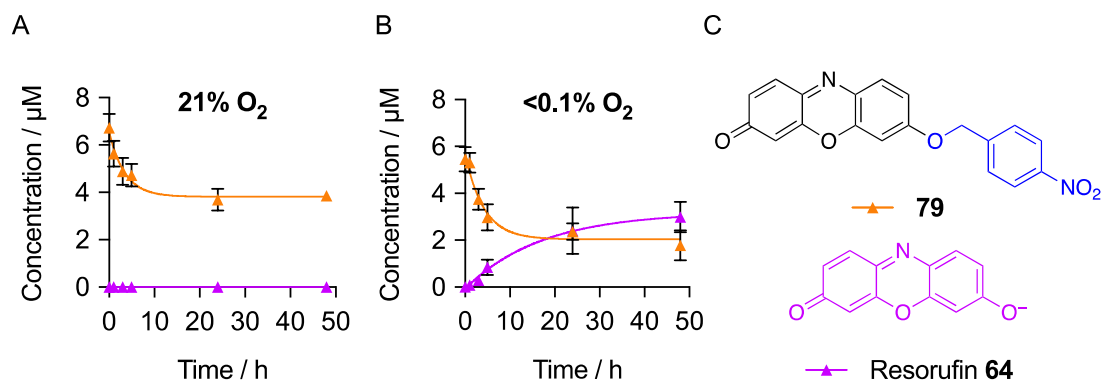 A
21% O₂
Concentration / μM
8
6
4
2
0
0 10 20 30 40 50
Time / h
B
<0.1% O₂
Concentration / μM
8
6
4
2
0
0 10 20 30 40 50
Time / h
C
N
O
O
O
NO₂
79
N
O
O
O⁻
Resorufin 64